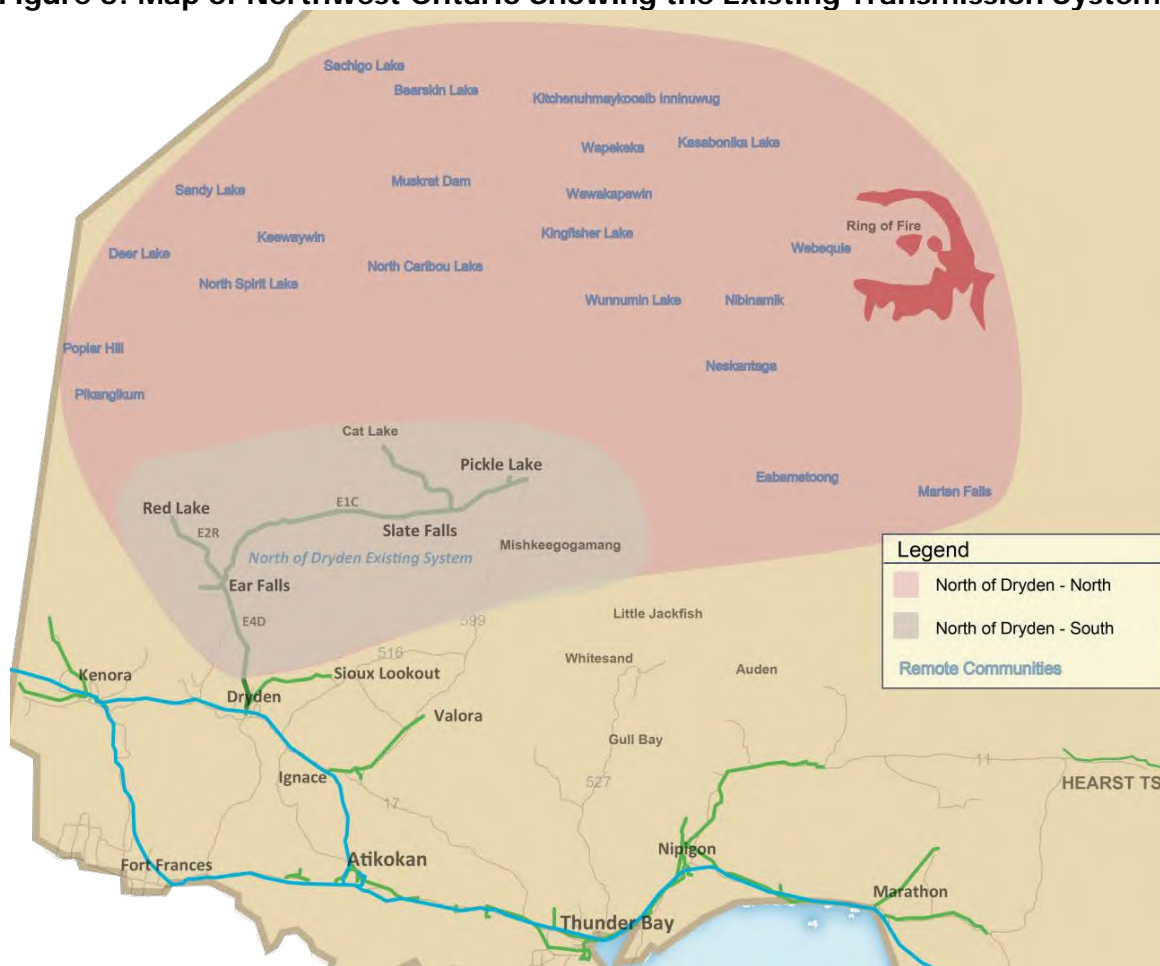 Figure 3: Map of Northwest Ontario Showing the Existing Transmission System
Sachigo Lake
Bearskin Lake
Kitchenuhmaykoosib Inninuwug
Wapekeka
Kasabonika Lake
Muskrat Dam
Sandy Lake
Wawakapewin
Ring of Fire
Keewaywin
Kingfisher Lake
Webequie
Deer Lake
North Caribou Lake
North Spirit Lake
Wunnumin Lake
Nibinamik
Poplar Hill
Neskantaga
Pikangikum
Cat Lake
Pickle Lake
Eabametoong
Marten Falls
Red Lake
E1C
E2R
Slate Falls
Mishkeegogamang
North of Dryden Existing System
Ear Falls
E4D
Legend
North of Dryden - North
North of Dryden - South
Remote Communities
Little Jackfish
599
516
Whitesand
Auden
Kenora
Sioux Lookout
Dryden
Valora
Gull Bay
Ignace
11
527
HEARST TS
17
Fort Frances
Atikokan
Nipigon
Marathon
Thunder Bay